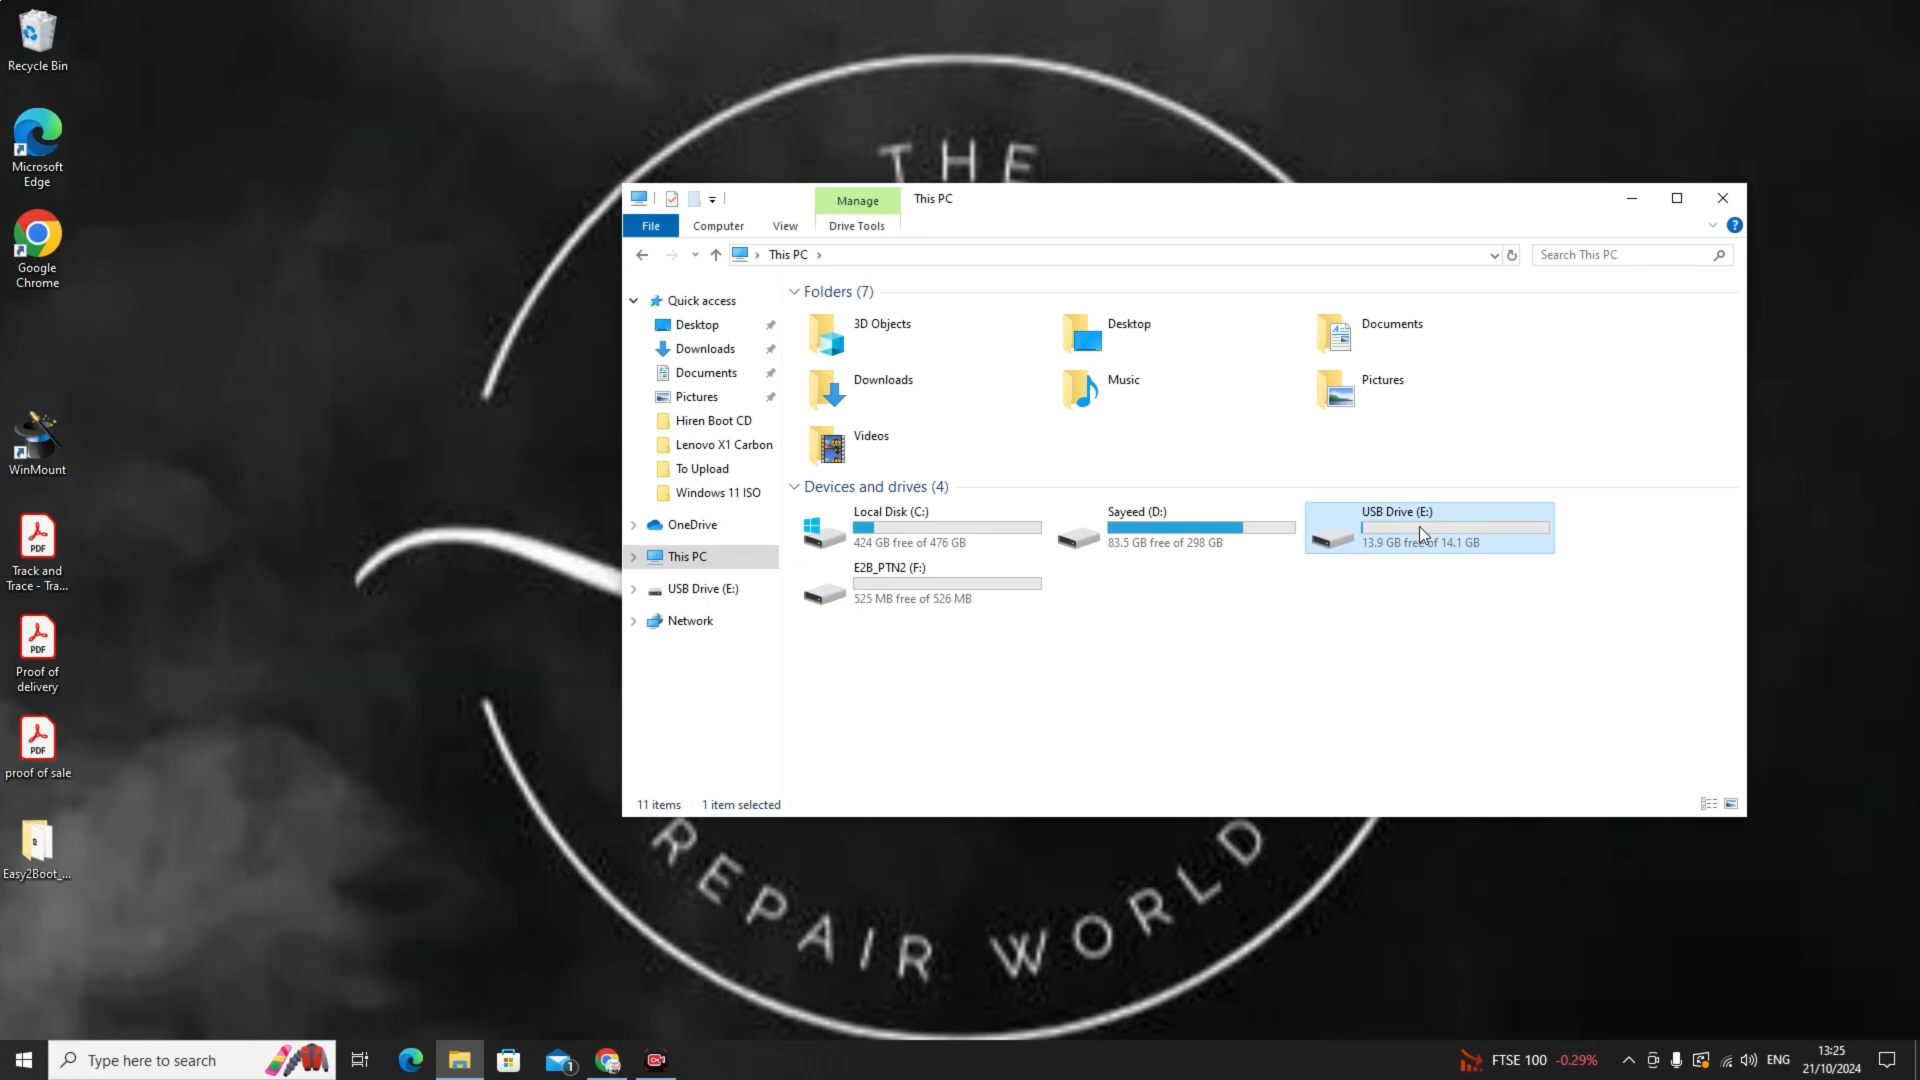 Recycle Bin
Microsoft
Edge
Google
Chrome
WinMount
PDF
Track and
Trace - Tra...
PDF
Proof of
delivery
PDF
proof of sale
Easy2Boot_...
THE
REPAIR WORLD
Manage
This PC
File
Computer
View
Drive Tools
This PC
Search This PC
Quick access
Desktop
Downloads
Documents
Pictures
Hiren Boot CD
Lenovo X1 Carbon
To Upload
Windows 11 ISO
OneDrive
This PC
USB Drive (E:)
Network
Folders (7)
3D Objects
Desktop
Documents
Downloads
Music
Pictures
Videos
Devices and drives (4)
Local Disk (C:)
424 GB free of 476 GB
Sayeed (D:)
83.5 GB free of 298 GB
USB Drive (E:)
13.9 GB free of 14.1 GB
E2B_PTN2 (F:)
525 MB free of 526 MB
11 items
1 item selected
Type here to search
1
FTSE 100 -0.29%
ENG
13:25
21/10/2024